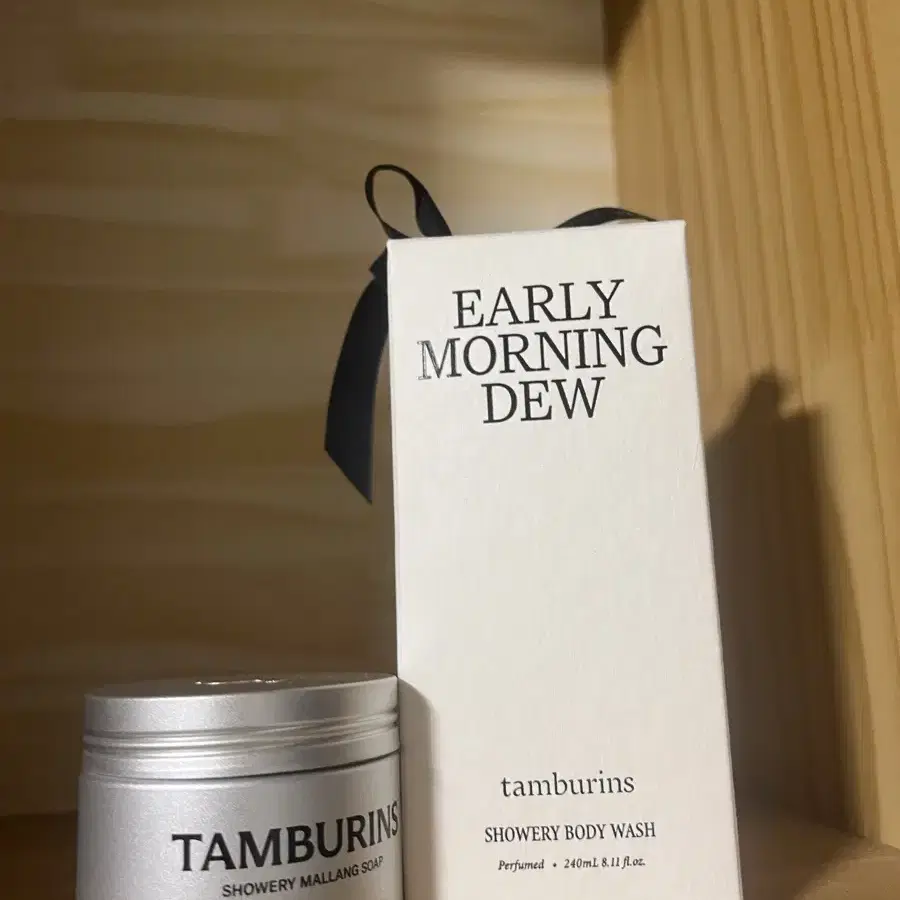 EARLY
MORNING
DEW
tamburins
SHOWERY BODY WASH
Perfumed • 240mL 8.11 fl.oz.
TAMBURINS
SHOWERY MALLANG SOAP